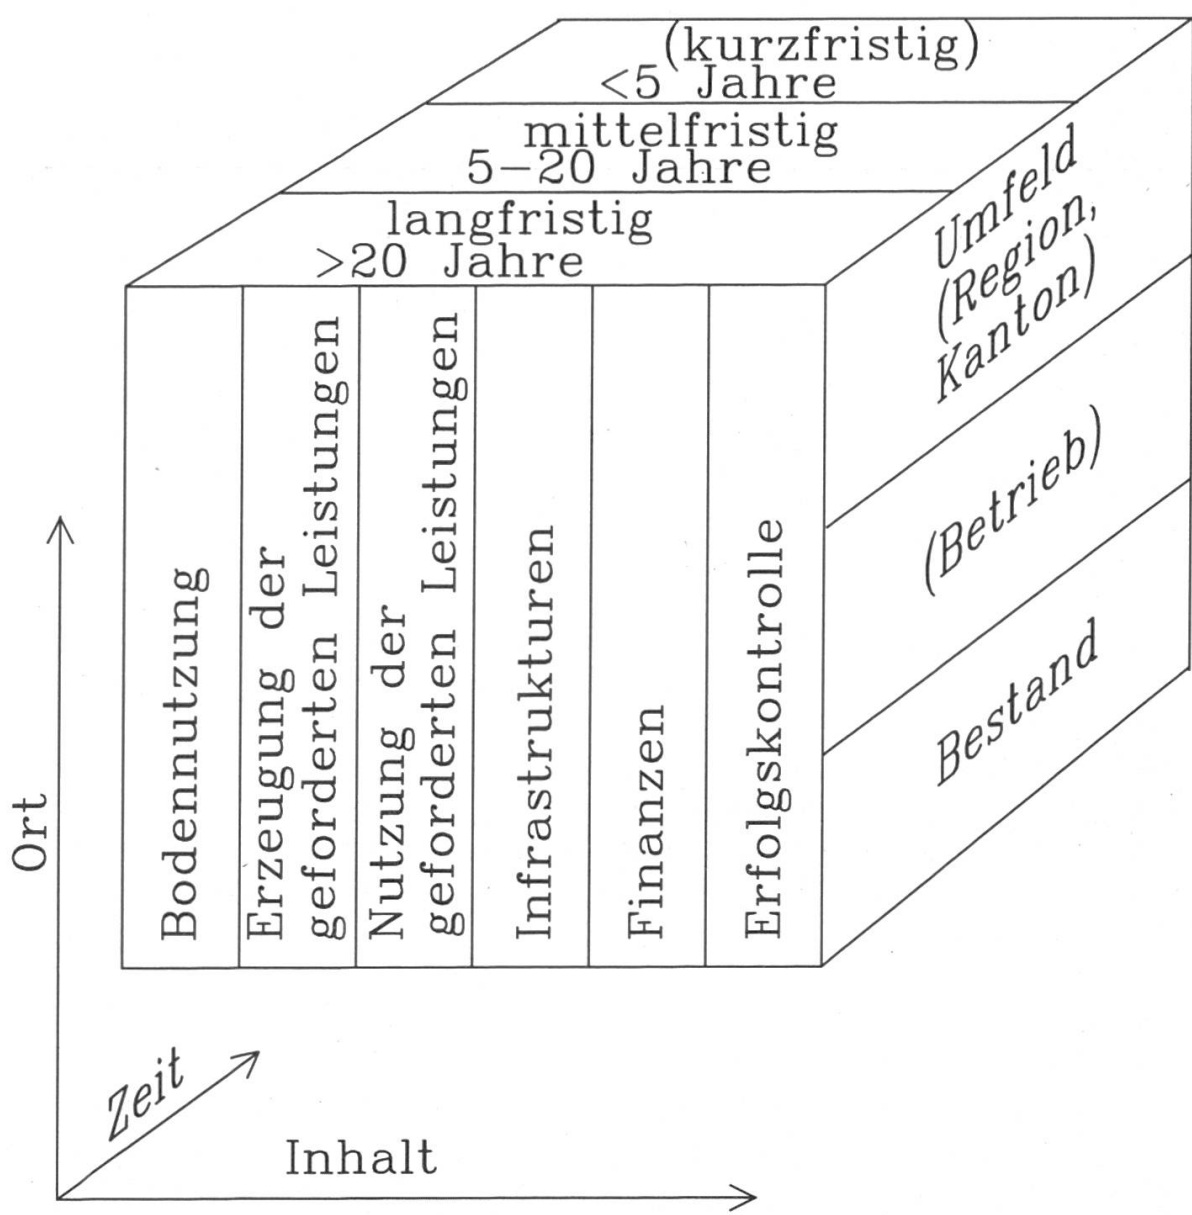 (kurzfristig)
<5 Jahre
mittelfristig
5-20 Jahre
langfristig
>20 Jahre
Umfeld
(Region,
Kanton)
(Betrieb)
Bestand
Bodennutzung
Erzeugung der
geforderten Leistungen
Nutzung der
geforderten Leistungen
Infrastrukturen
Finanzen
Erfolgskontrolle
Ort
Zeit
Inhalt